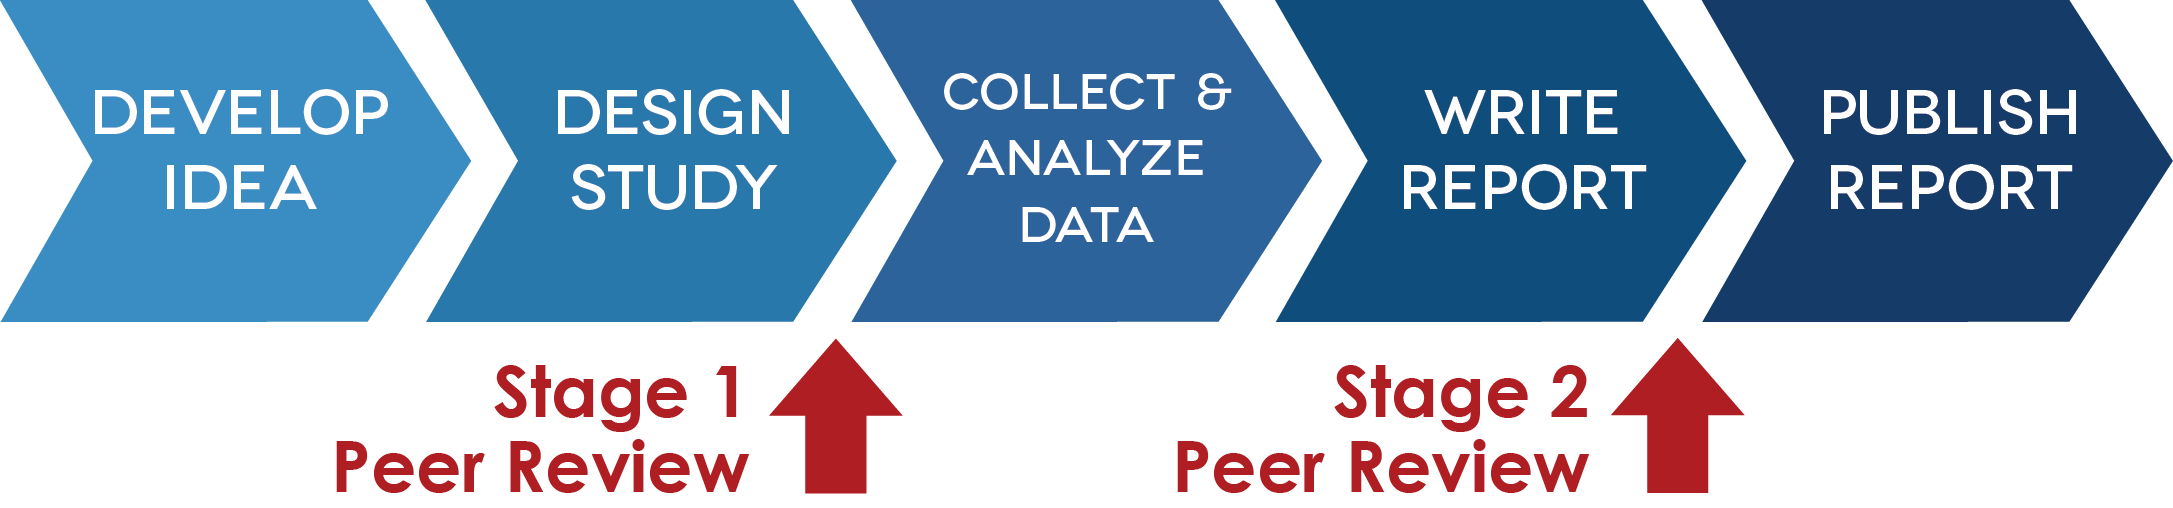 DEVELOP
IDEA
DESIGN
STUDY
COLLECT &
ANALYZE
DATA
WRITE
REPORT
PUBLISH
REPORT
Stage 1
Peer Review
Stage 2
Peer Review